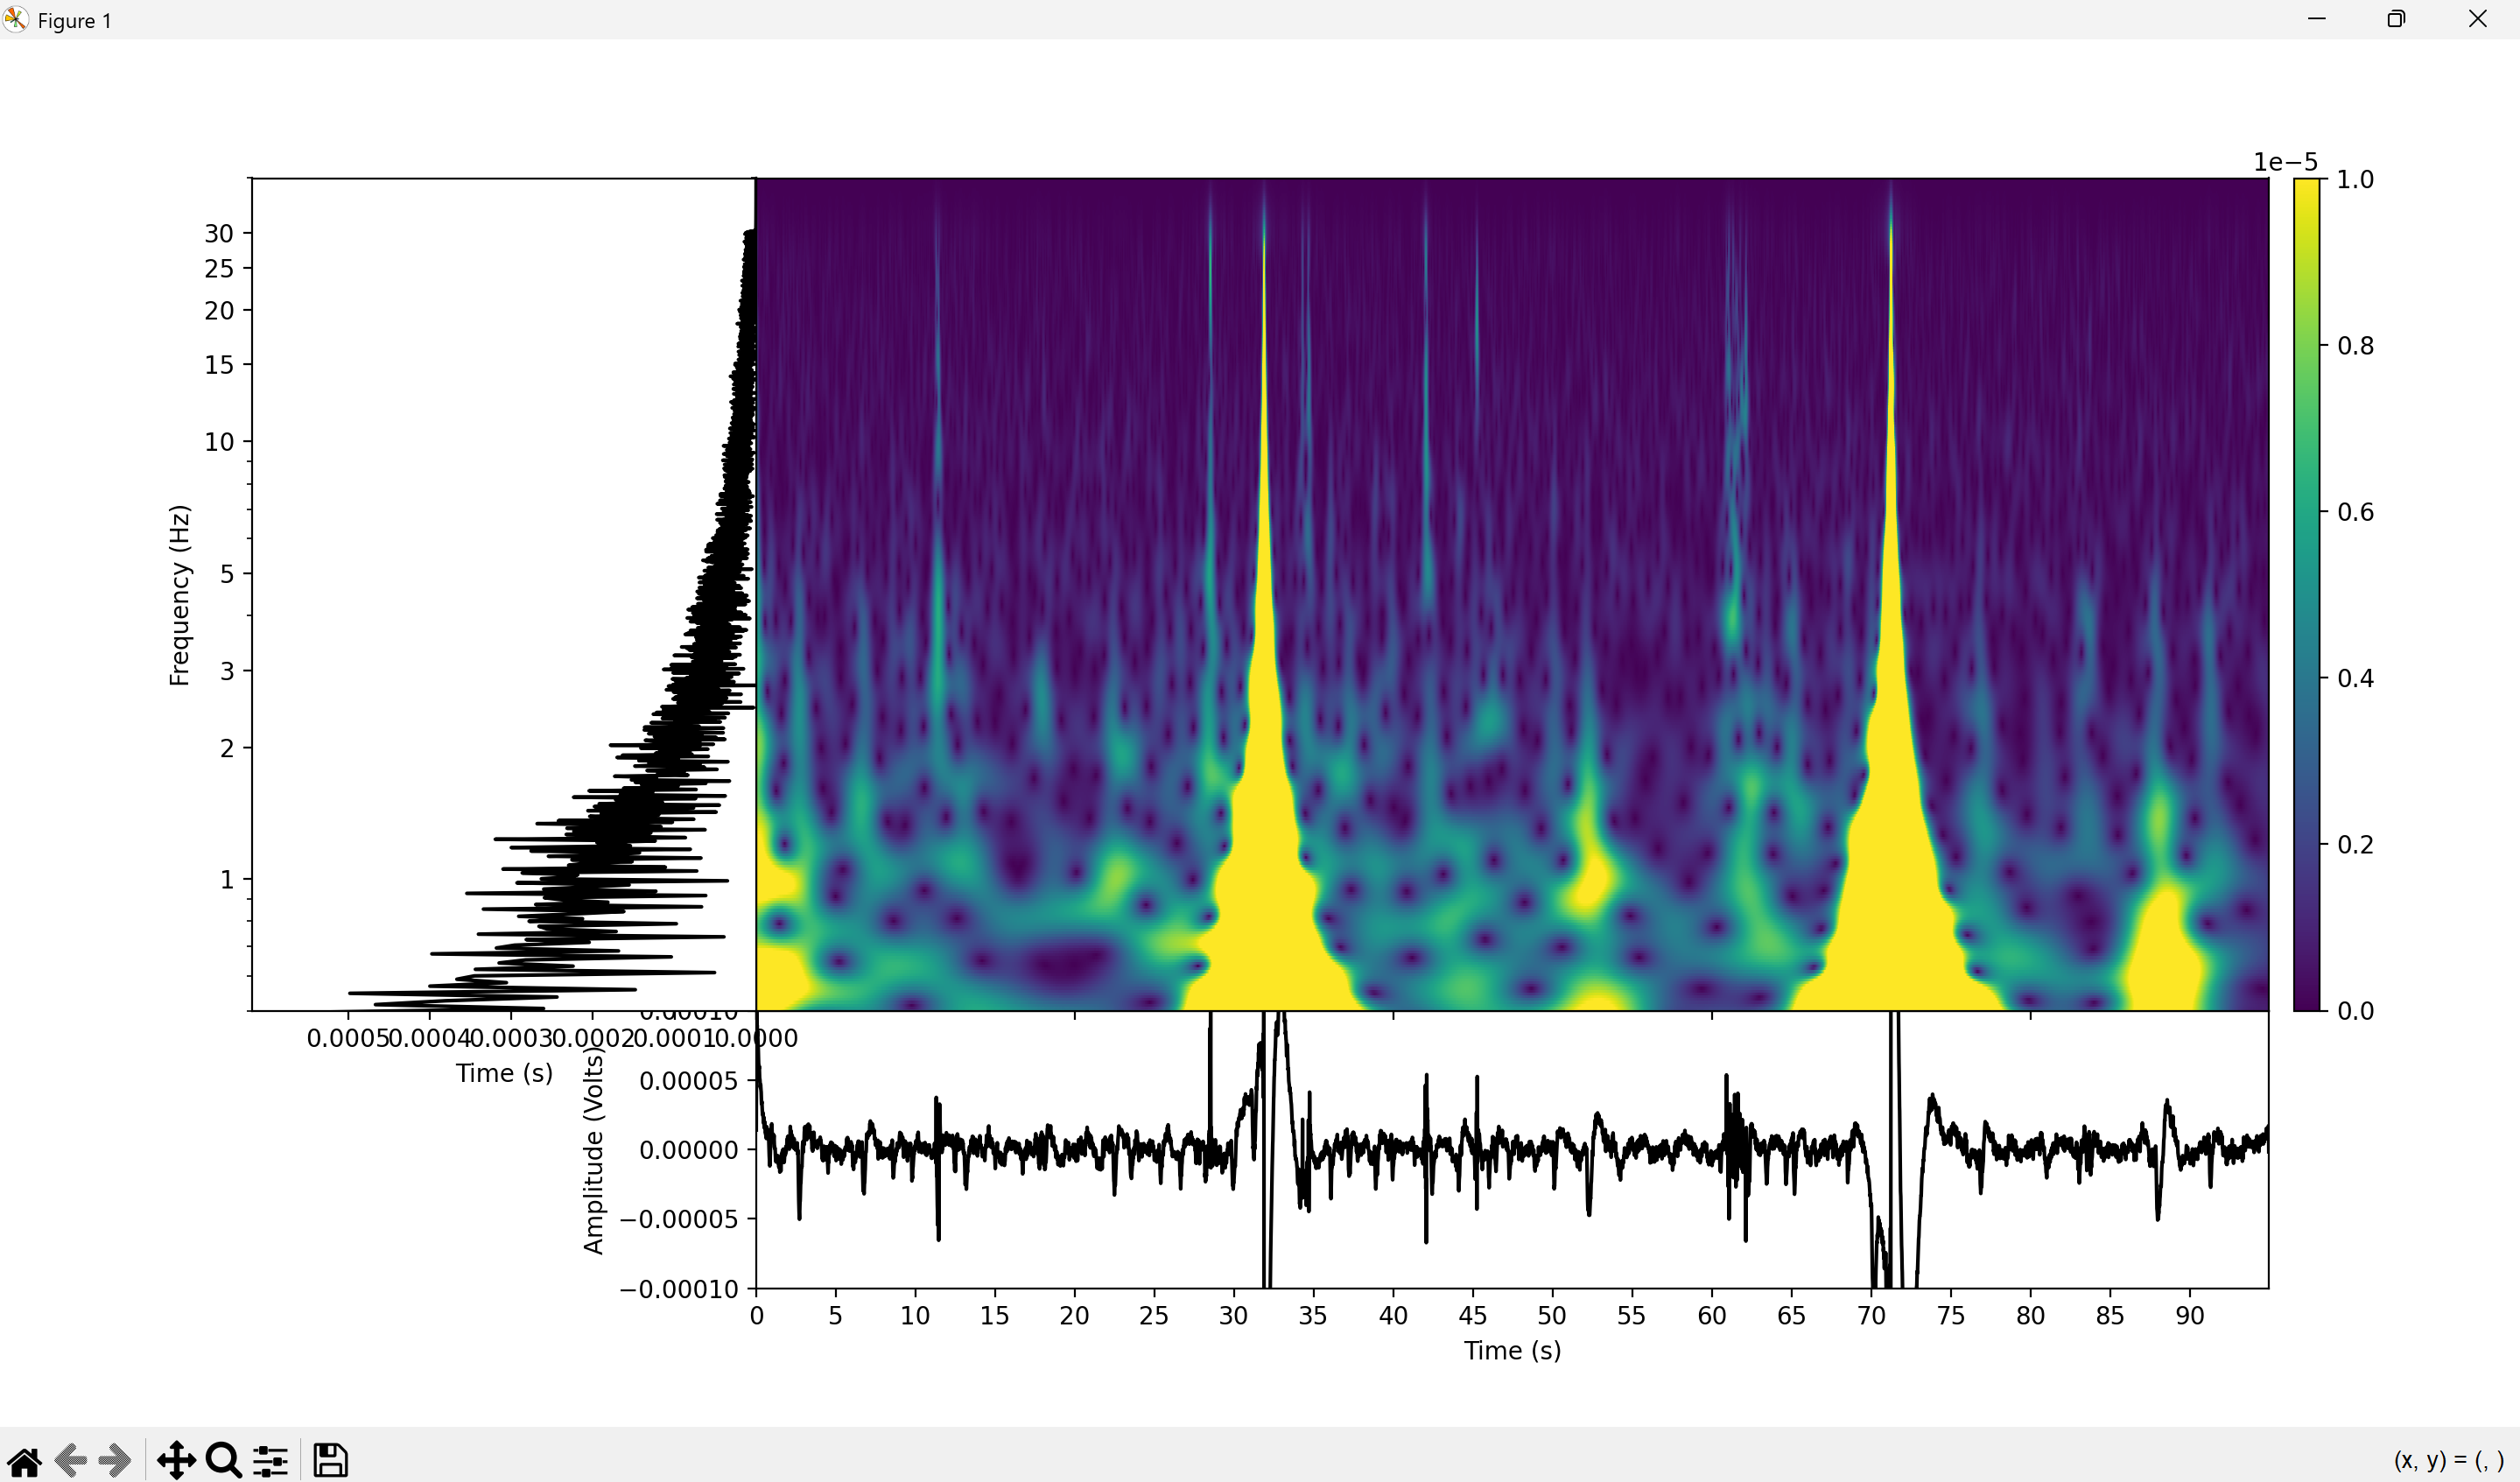 Figure 1
1e−5
1.0
0.8
0.6
0.4
0.2
0.0
Frequency (Hz)
30
25
20
15
10
5
3
2
1
0.0005 0.0004 0.0003 0.0002 0.0001 0.0000
Time (s)
Amplitude (Volts)
0.00010
0.00005
0.00000
−0.00005
−0.00010
0 5 10 15 20 25 30 35 40 45 50 55 60 65 70 75 80 85 90
Time (s)
(x, y) = (, )